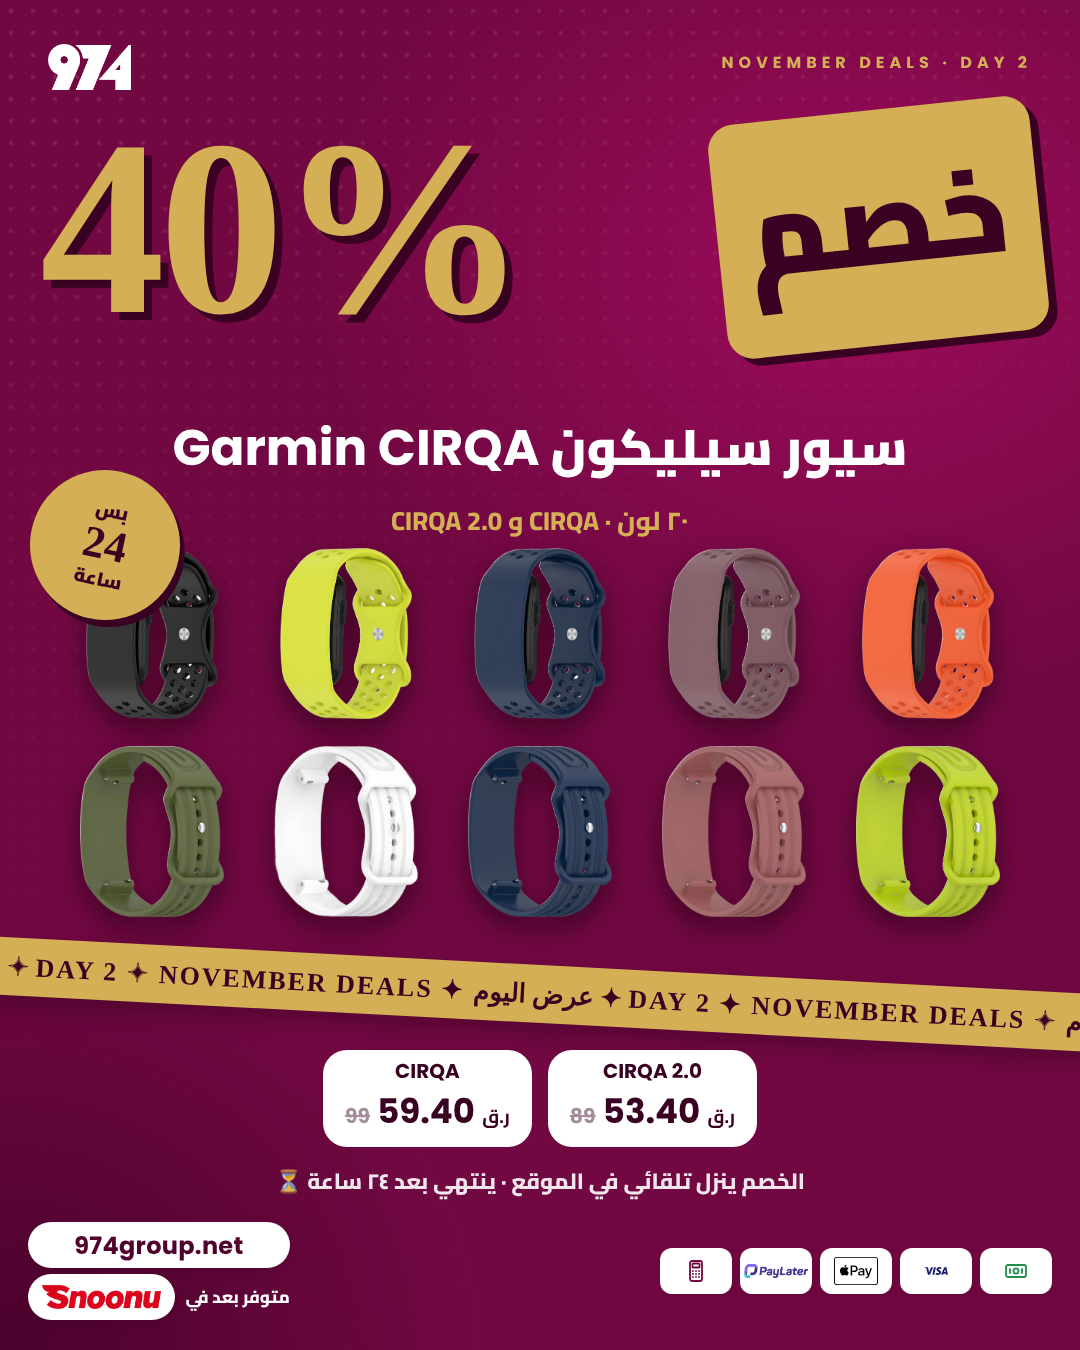 974
NOVEMBER DEALS · DAY 2
40%
خصم
سيور سيليكون Garmin CIRQA
٢٠ لون · CIRQA و CIRQA 2.0
بس
24
ساعة
✦ DAY 2 ✦ NOVEMBER DEALS ✦ عرض اليوم ✦ DAY 2 ✦ NOVEMBER DEALS ✦
CIRQA
99 59.40 ر.ق
CIRQA 2.0
89 53.40 ر.ق
الخصم ينزل تلقائي في الموقع · ينتهي بعد ٢٤ ساعة ⏳
974group.net
متوفر بعد في Snoonu
PayLater
Pay
VISA